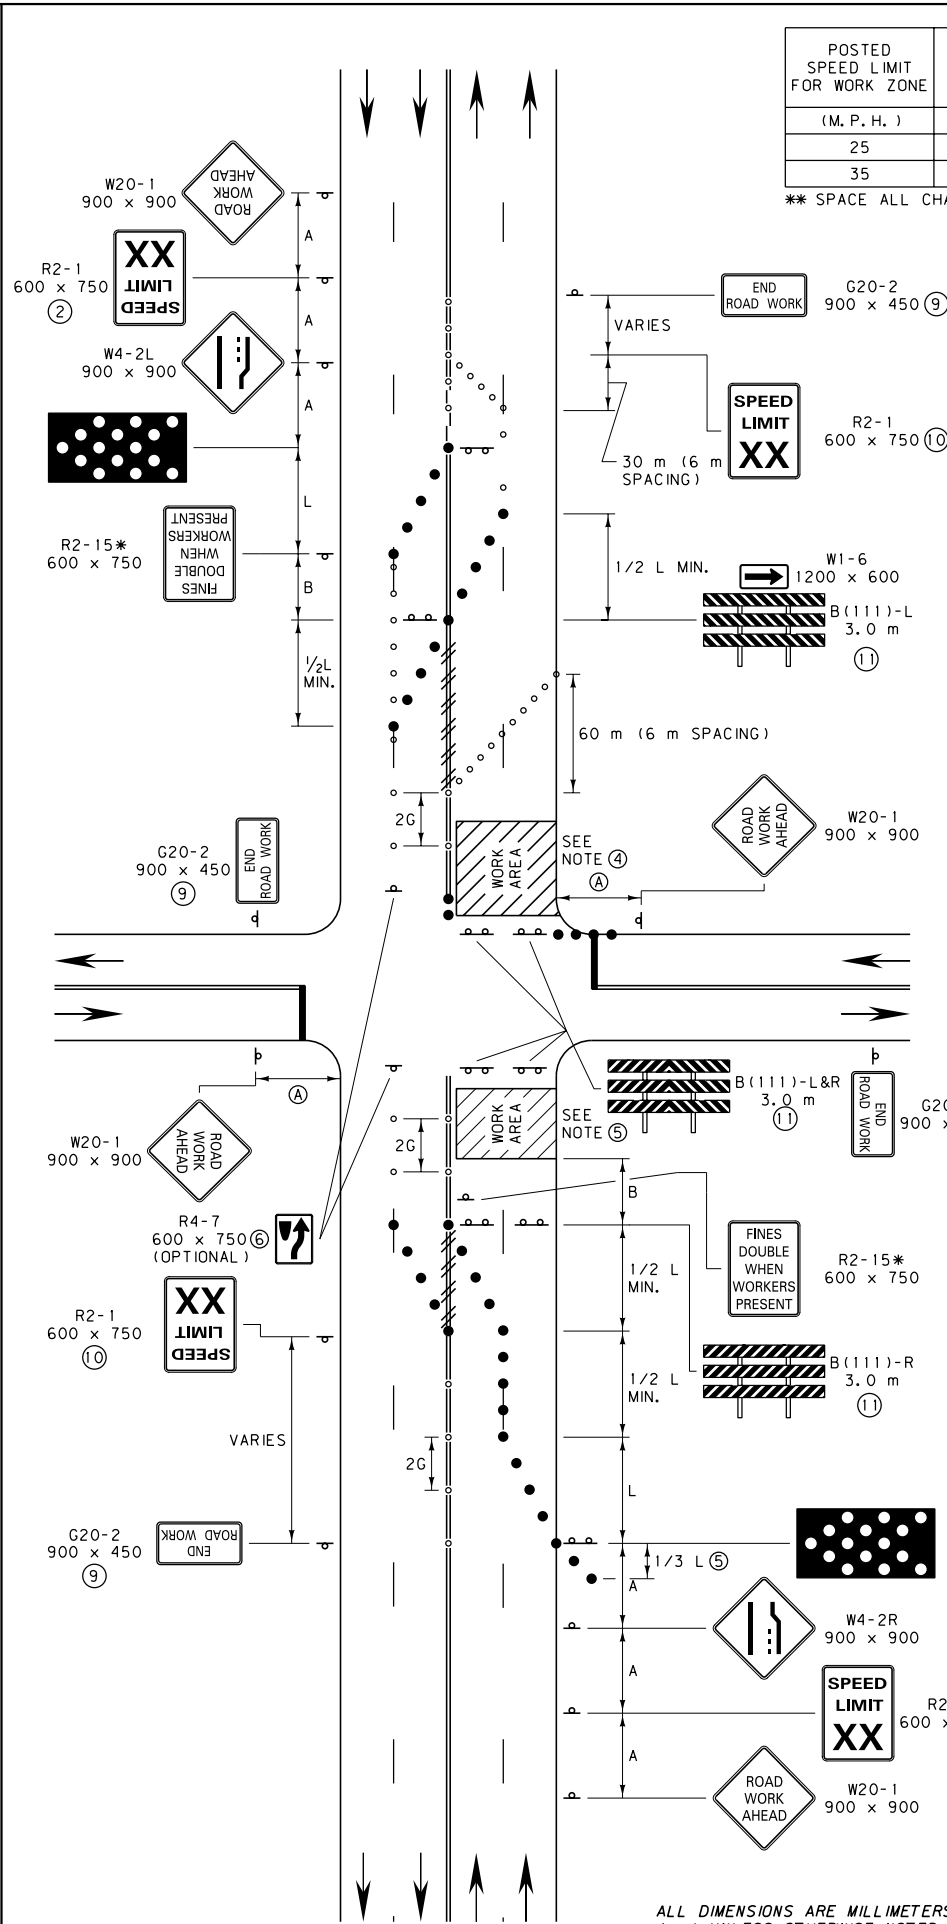 POSTED
SPEED LIMIT
FOR WORK ZONE
(M.P.H.)
25
35
** SPACE ALL CHA
W20-1
900 x 900
ROAD
WORK
AHEAD
A
R2-1
600 x 750
②
SPEED
LIMIT
XX
A
W4-2L
900 x 900
A
L
R2-15*
600 x 750
FINES
DOUBLE
WHEN
WORKERS
PRESENT
B
1/2L
MIN.
END
ROAD WORK
G20-2
900 x 450 ⑨
VARIES
SPEED
LIMIT
XX
R2-1
600 x 750 ⑩
30 m (6 m
SPACING)
1/2 L MIN.
W1-6
1200 x 600
B(111)-L
3.0 m
⑪
60 m (6 m SPACING)
2G
WORK
AREA
SEE
NOTE ④
Ⓐ
ROAD
WORK
AHEAD
W20-1
900 x 900
G20-2
900 x 450
⑨
END
ROAD WORK
Ⓐ
W20-1
900 x 900
ROAD
WORK
AHEAD
2G
WORK
AREA
SEE
NOTE ⑤
B(111)-L&R
3.0 m
⑪
END
ROAD WORK
G20
900 x
R4-7
600 x 750 ⑥
(OPTIONAL)
B
FINES
DOUBLE
WHEN
WORKERS
PRESENT
R2-15*
600 x 750
1/2 L
MIN.
R2-1
600 x 750
⑩
SPEED
LIMIT
XX
B(111)-R
3.0 m
⑪
1/2 L
MIN.
VARIES
2G
L
G20-2
900 x 450
⑨
END
ROAD WORK
1/3 L ⑤
A
W4-2R
900 x 900
A
SPEED
LIMIT
XX
R2
600 x
A
ROAD
WORK
AHEAD
W20-1
900 x 900
ALL DIMENSIONS ARE MILLIMETERS